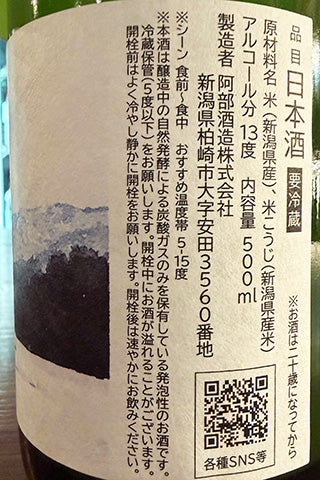 品目 日本酒 要冷蔵
原材料名 米(新潟県産)、米こうじ(新潟県産米)
アルコール分 13度 内容量 500ml
製造者 阿部酒造株式会社
新潟県柏崎市大字安田3560番地
※お酒は二十歳になってから
※シーン 食前～食中 おすすめ温度帯 5-15度
※本酒は醸造中の自然発酵による炭酸ガスのみを保有している発泡性のお酒です。
冷蔵保管(5度以下)をお願いします。開栓中にお酒が溢れることがございます。
開栓前はよく冷やし静かに開栓をお願いします。開栓後は速やかにお飲みください。
各種SNS等